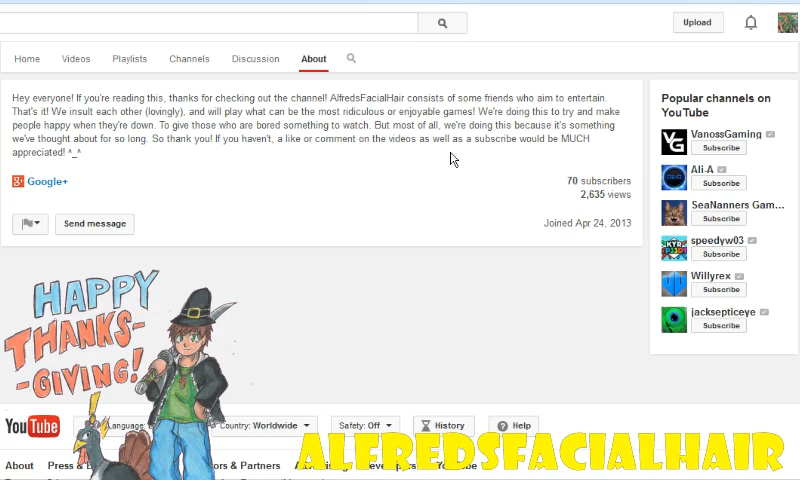 Upload
Home Videos Playlists Channels Discussion About
Hey everyone! If you're reading this, thanks for checking out the channel! AlfredsFacialHair consists of some friends who aim to entertain.
That's it! We insult each other (lovingly), and will play what can be the most ridiculous or enjoyable games! We're doing this to try and make
people happy when they're down. To give those who are bored something to watch. But most of all, we're doing this because it's something
we've thought about for so long. So thank you! If you haven't, a like or comment on the videos as well as a subscribe would be MUCH
appreciated! ^_^
Google+
70 subscribers
2,635 views
Send message
Joined Apr 24, 2013
Popular channels on
YouTube
VanossGaming
Subscribe
Ali-A
Subscribe
SeaNanners Gam...
Subscribe
speedyw03
Subscribe
Willyrex
Subscribe
jacksepticeye
Subscribe
HAPPY
THANKS-
-GIVING!
YouTube Language: Country: Worldwide Safety: Off History Help
ALFREDSFACIALHAIR
About Press & & Partners YouTube